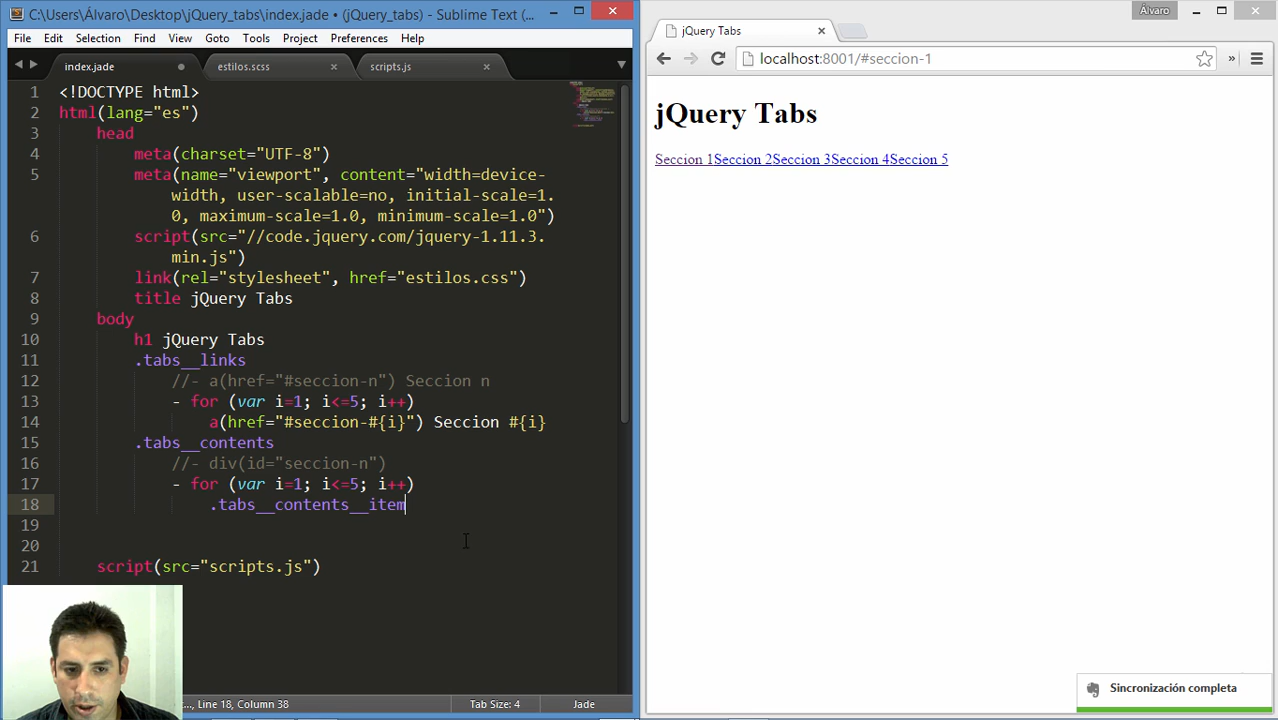 C:\Users\Álvaro\Desktop\jQuery_tabs\index.jade • (jQuery_tabs) - Sublime Text (...
File Edit Selection Find View Goto Tools Project Preferences Help
index.jade estilos.scss scripts.js
1 <!DOCTYPE html>
2 html(lang="es")
3 head
4 meta(charset="UTF-8")
5 meta(name="viewport", content="width=device-
width, user-scalable=no, initial-scale=1.
0, maximum-scale=1.0, minimum-scale=1.0")
6 script(src="//code.jquery.com/jquery-1.11.3.
min.js")
7 link(rel="stylesheet", href="estilos.css")
8 title jQuery Tabs
9 body
10 h1 jQuery Tabs
11 .tabs__links
12 //- a(href="#seccion-n") Seccion n
13 - for (var i=1; i<=5; i++)
14 a(href="#seccion-#{i}") Seccion #{i}
15 .tabs__contents
16 //- div(id="seccion-n")
17 - for (var i=1; i<=5; i++)
18 .tabs__contents__item
19
20
21 script(src="scripts.js")
..., Line 18, Column 38 Tab Size: 4 Jade
Álvaro
jQuery Tabs
localhost:8001/#seccion-1
jQuery Tabs
Seccion 1Seccion 2Seccion 3Seccion 4Seccion 5
Sincronización completa